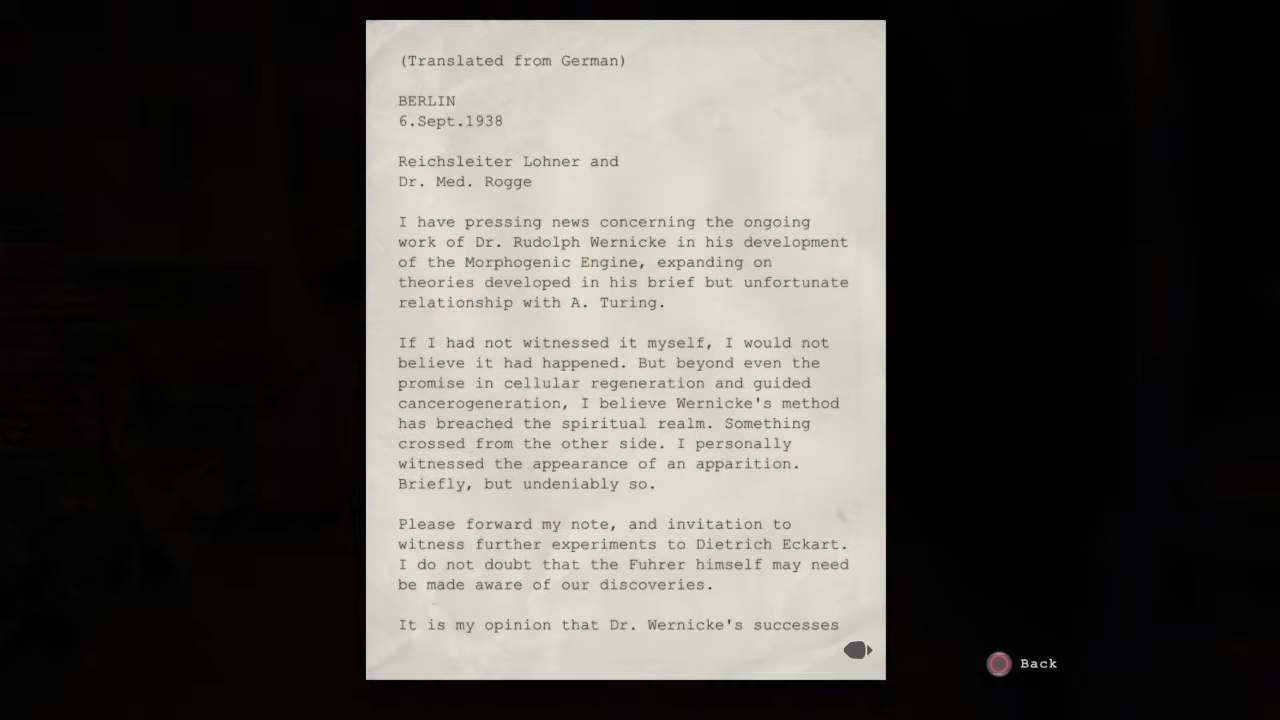 (Translated from German)
BERLIN
6.Sept.1938
Reichsleiter Lohner and
Dr. Med. Rogge
I have pressing news concerning the ongoing
work of Dr. Rudolph Wernicke in his development
of the Morphogenic Engine, expanding on
theories developed in his brief but unfortunate
relationship with A. Turing.
If I had not witnessed it myself, I would not
believe it had happened. But beyond even the
promise in cellular regeneration and guided
cancerogeneration, I believe Wernicke's method
has breached the spiritual realm. Something
crossed from the other side. I personally
witnessed the appearance of an apparition.
Briefly, but undeniably so.
Please forward my note, and invitation to
witness further experiments to Dietrich Eckart.
I do not doubt that the Fuhrer himself may need
be made aware of our discoveries.
It is my opinion that Dr. Wernicke's successes
Back